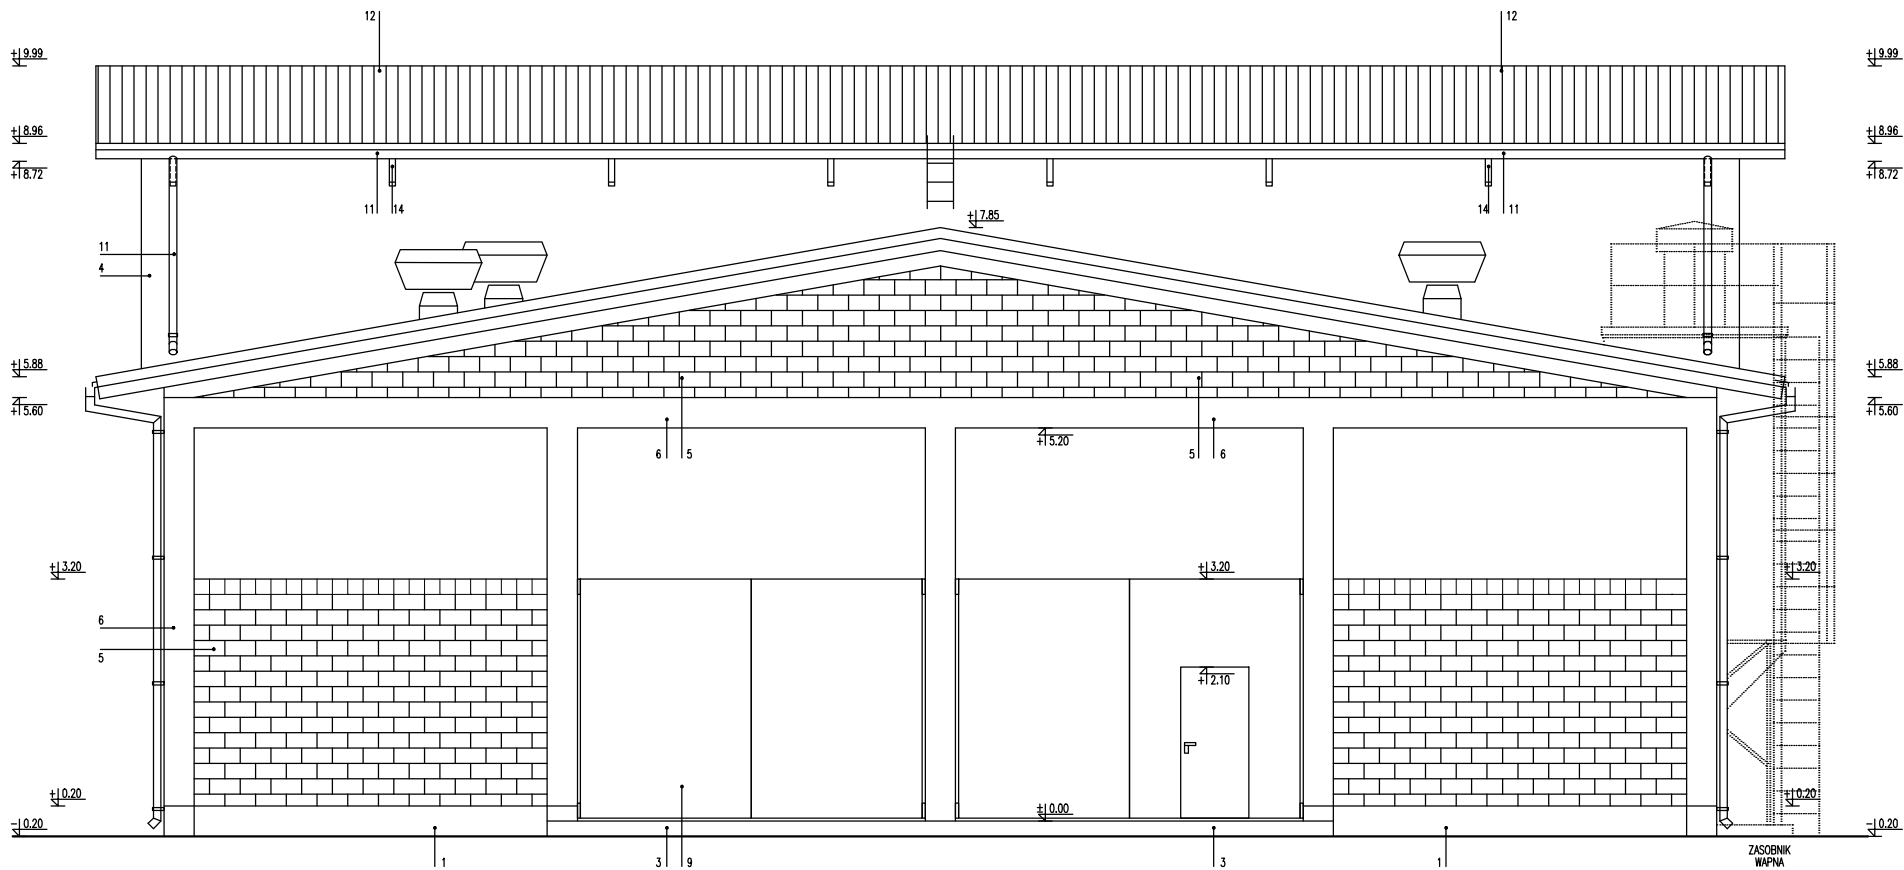 12 12
+9.99 +9.99
+8.96 +8.96
+8.72 +8.72
11 14 14 11
+7.85
11
4
+5.88 +5.88
+5.60 +5.60
+5.20
6 5 5 6
+3.20 +3.20 +3.20
6
5
+2.10
+0.20 ±0.00 +0.20
-0.20 -0.20
1 3 9 3 1
ZASOBNIK
WAPNA